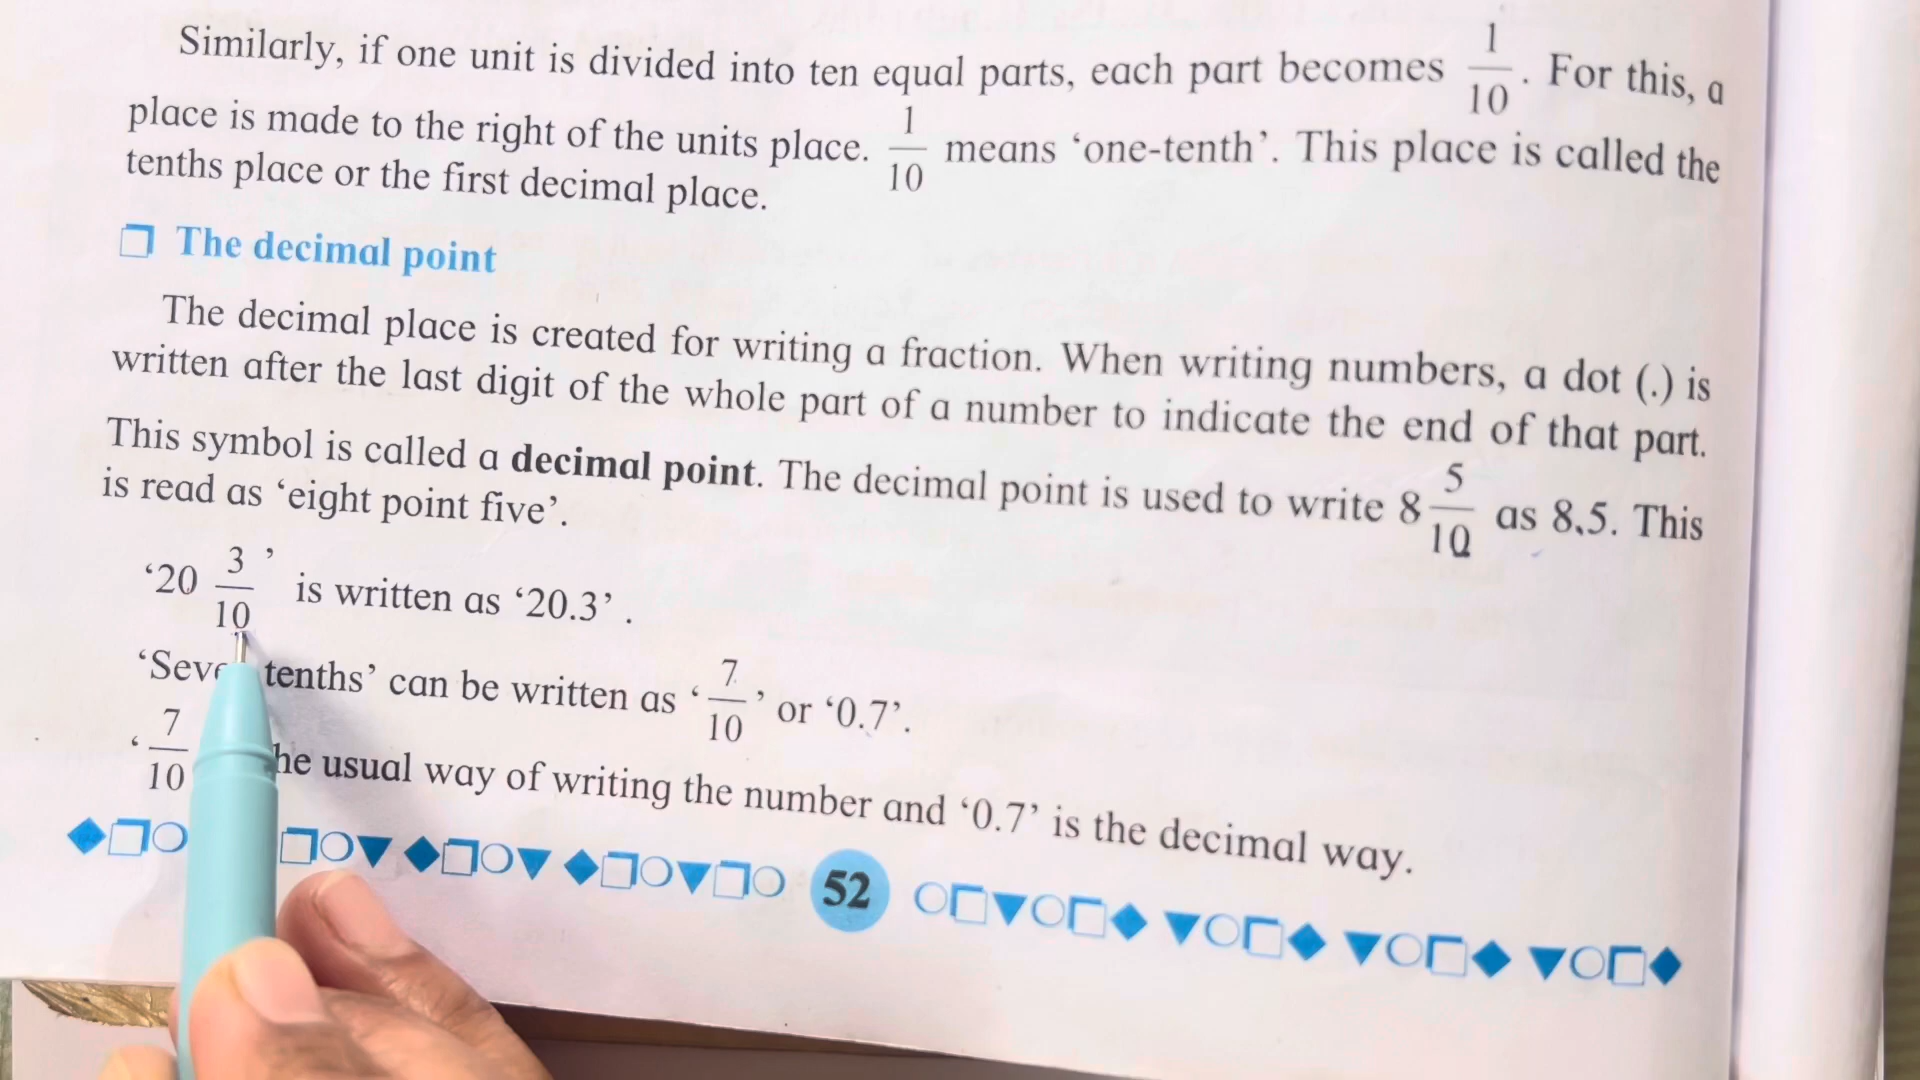 Similarly, if one unit is divided into ten equal parts, each part becomes 1/10. For this, a
place is made to the right of the units place. 1/10 means ‘one-tenth’. This place is called the
tenths place or the first decimal place.
The decimal point
The decimal place is created for writing a fraction. When writing numbers, a dot (.) is
written after the last digit of the whole part of a number to indicate the end of that part.
This symbol is called a decimal point. The decimal point is used to write 8 5/10 as 8.5. This
is read as ‘eight point five’.
‘20 3/10’ is written as ‘20.3’ .
tenths’ can be written as ‘7/10’ or ‘0.7’.
‘7/10 usual way of writing the number and ‘0.7’ is the decimal way.
52